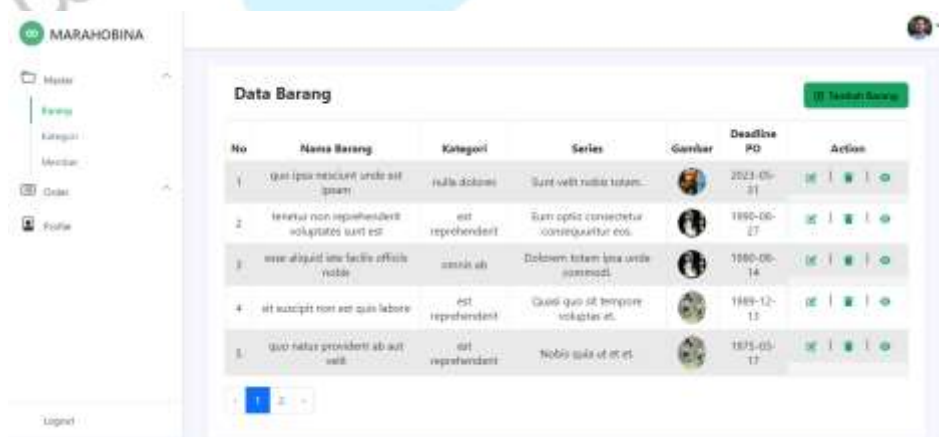 MARAHOBINA
Master
Barang
Kategori
Member
Order
Profile
Logout
Data Barang
Tambah Barang
No Nama Barang Kategori Series Gambar Deadline PO Action
1 quo ipsa nesciunt unde est ipsam nulla dolores Sunt velit nobis totam. 2023-05-31
2 tenetur non reprehenderit voluptates sunt est est reprehenderit Eum optio consectetur consequuntur eos. 1990-06-27
3 esse aliquid iste facilis officiis nobis omnis ab Dolorem totam ipsa unde commodi. 1980-06-14
4 sit suscipit non est quis labore est reprehenderit Quasi quo sit tempore voluptas et. 1989-12-13
5 quo natus provident ab aut velit est reprehenderit Nobis quia ut et et. 1975-03-17
‹ 1 2 ›